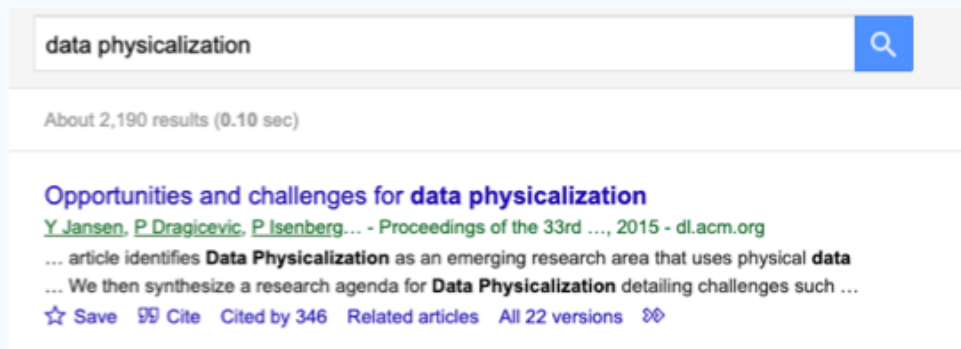 data physicalization
About 2,190 results (0.10 sec)
Opportunities and challenges for data physicalization
Y Jansen, P Dragicevic, P Isenberg… - Proceedings of the 33rd …, 2015 - dl.acm.org
… article identifies Data Physicalization as an emerging research area that uses physical data
… We then synthesize a research agenda for Data Physicalization detailing challenges such …
Save Cite Cited by 346 Related articles All 22 versions